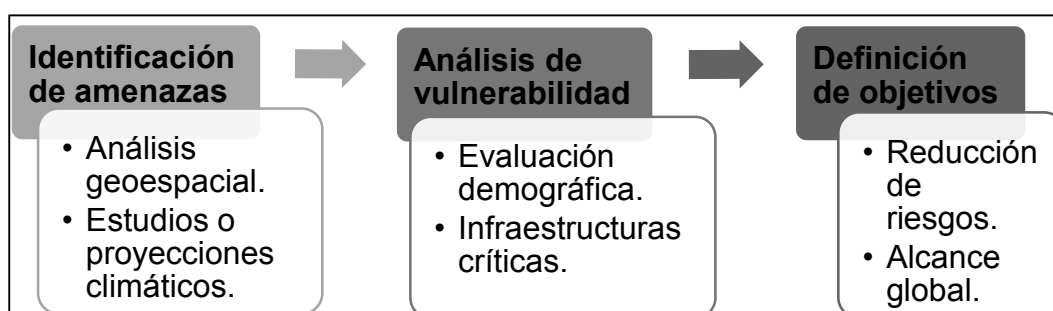 Identificación
de amenazas
• Análisis
geoespacial.
• Estudios o
proyecciones
climáticos.
Análisis de
vulnerabilidad
• Evaluación
demográfica.
• Infraestructuras
críticas.
Definición
de objetivos
• Reducción
de
riesgos.
• Alcance
global.